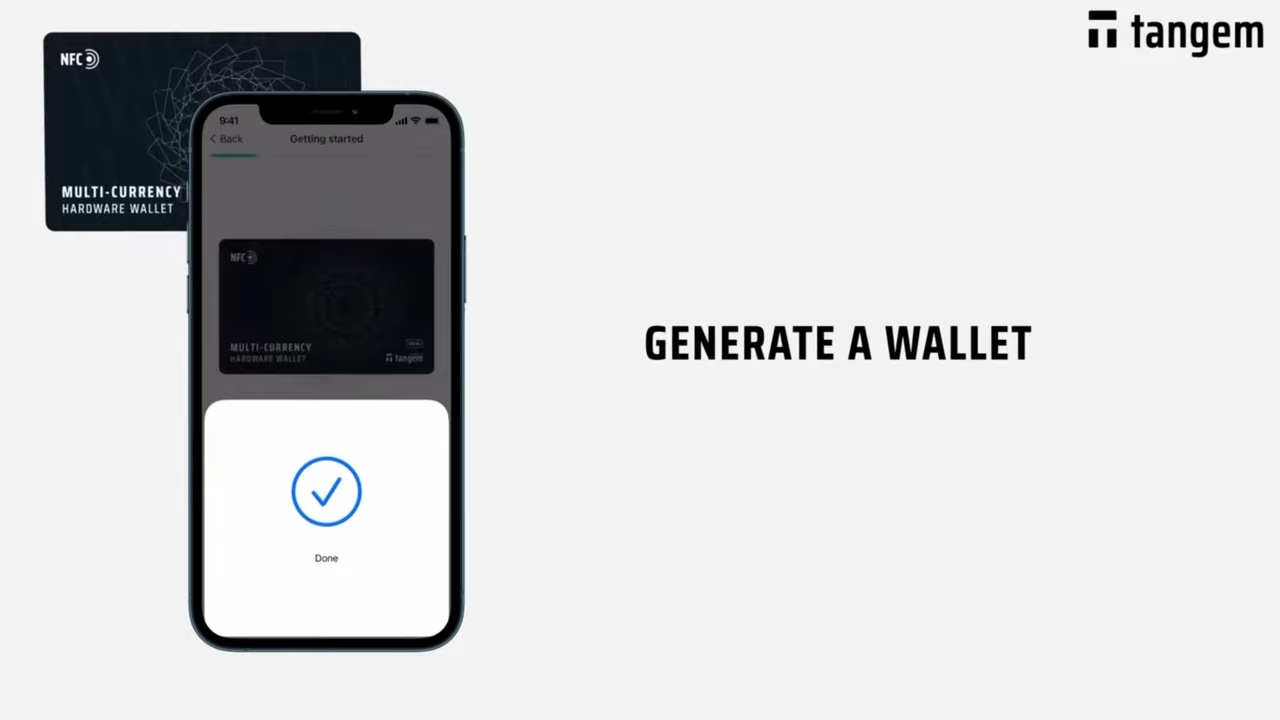 tangem
NFC
MULTI-CURRENCY
HARDWARE WALLET
9:41
Back
Getting started
NFC
MULTI-CURRENCY
HARDWARE WALLET
tangem
Done
GENERATE A WALLET